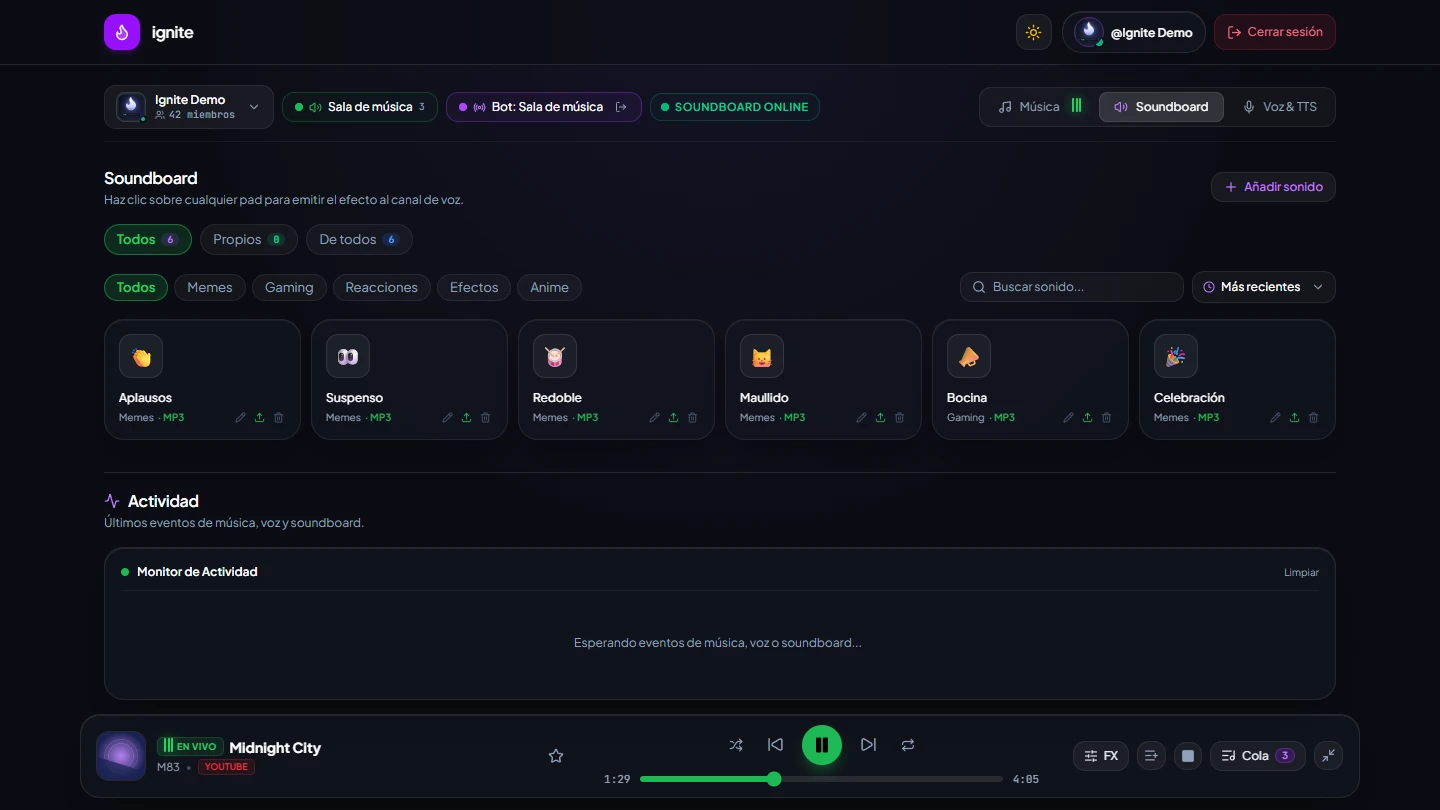 ignite
@Ignite Demo
Cerrar sesión
Ignite Demo
42 miembros
Sala de música 3
Bot: Sala de música
SOUNDBOARD ONLINE
Música
Soundboard
Voz & TTS
Soundboard
Haz clic sobre cualquier pad para emitir el efecto al canal de voz.
Añadir sonido
Todos 6
Propios 0
De todos 6
Todos
Memes
Gaming
Reacciones
Efectos
Anime
Buscar sonido...
Más recientes
Aplausos
Memes · MP3
Suspenso
Memes · MP3
Redoble
Memes · MP3
Maullido
Memes · MP3
Bocina
Gaming · MP3
Celebración
Memes · MP3
Actividad
Últimos eventos de música, voz y soundboard.
Monitor de Actividad
Limpiar
Esperando eventos de música, voz o soundboard...
EN VIVO Midnight City
M83 • YOUTUBE
1:29
4:05
FX
Cola 3